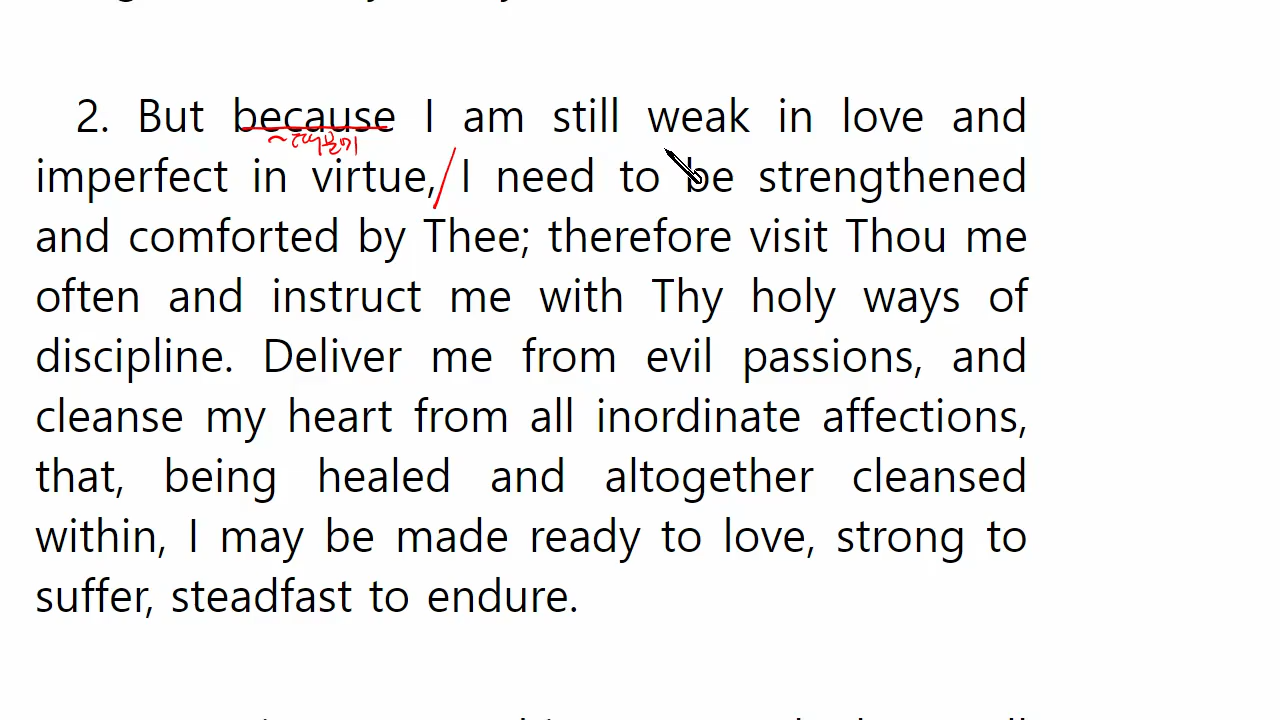 2. But because I am still weak in love and
~때문에
imperfect in virtue, I need to be strengthened
and comforted by Thee; therefore visit Thou me
often and instruct me with Thy holy ways of
discipline. Deliver me from evil passions, and
cleanse my heart from all inordinate affections,
that, being healed and altogether cleansed
within, I may be made ready to love, strong to
suffer, steadfast to endure.